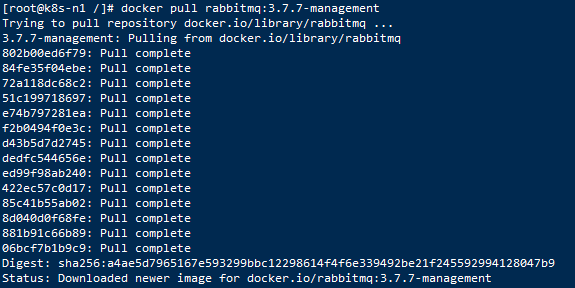 [root@k8s-n1 /]# docker pull rabbitmq:3.7.7-management
Trying to pull repository docker.io/library/rabbitmq ...
3.7.7-management: Pulling from docker.io/library/rabbitmq
802b00ed6f79: Pull complete
84fe35f04ebe: Pull complete
72a118dc68c2: Pull complete
51c199718697: Pull complete
e74b797281ea: Pull complete
f2b0494f0e3c: Pull complete
d43b5d7d2745: Pull complete
dedfc544656e: Pull complete
ed99f98ab240: Pull complete
422ec57c0d17: Pull complete
85c41b55ab02: Pull complete
8d040d0f68fe: Pull complete
881b91c66b89: Pull complete
06bcf7b1b9c9: Pull complete
Digest: sha256:a4ae5d7965167e593299bbc12298614f4f6e339492be21f245592994128047b9
Status: Downloaded newer image for docker.io/rabbitmq:3.7.7-management